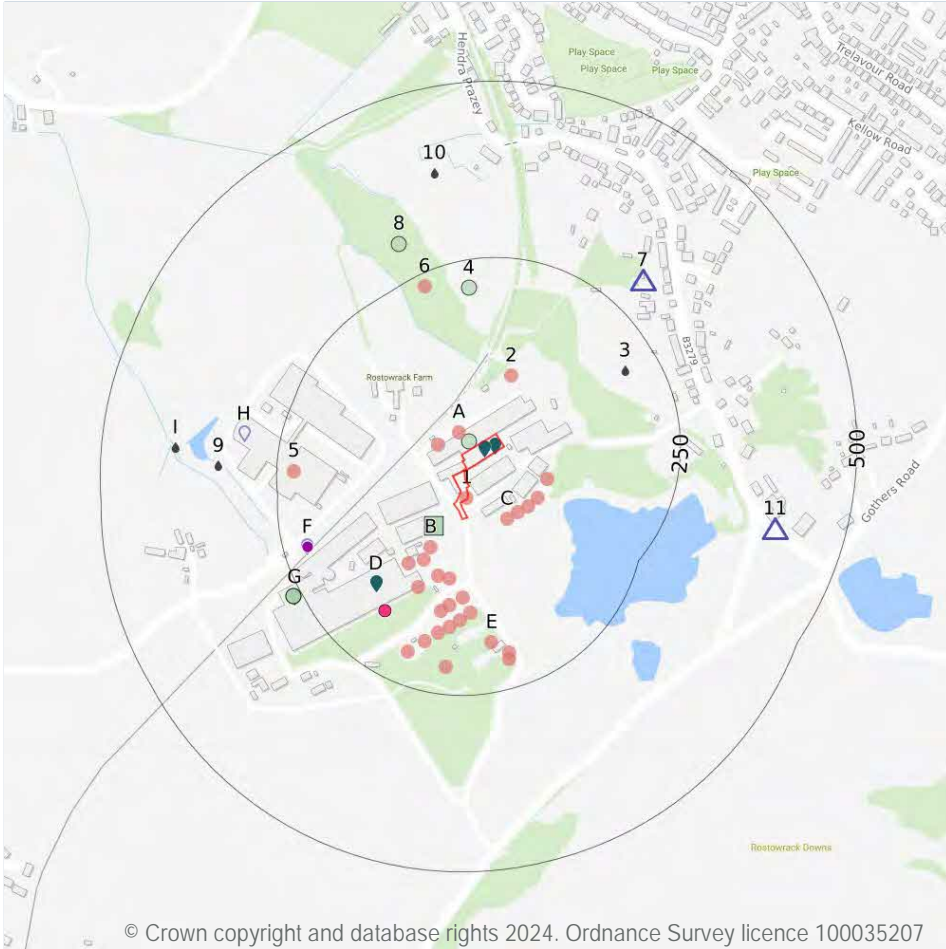 Hendra Prazey
Play Space
Play Space
Play Space
Trelavour Road
Kellow Road
Play Space
10
8
7
6
4
B3279
3
2
Rostowrack Farm
A
I
H
9
5
1
250
500
Gothers Road
C
11
F
B
G
D
E
Rostowrack Downs
© Crown copyright and database rights 2024. Ordnance Survey licence 100035207